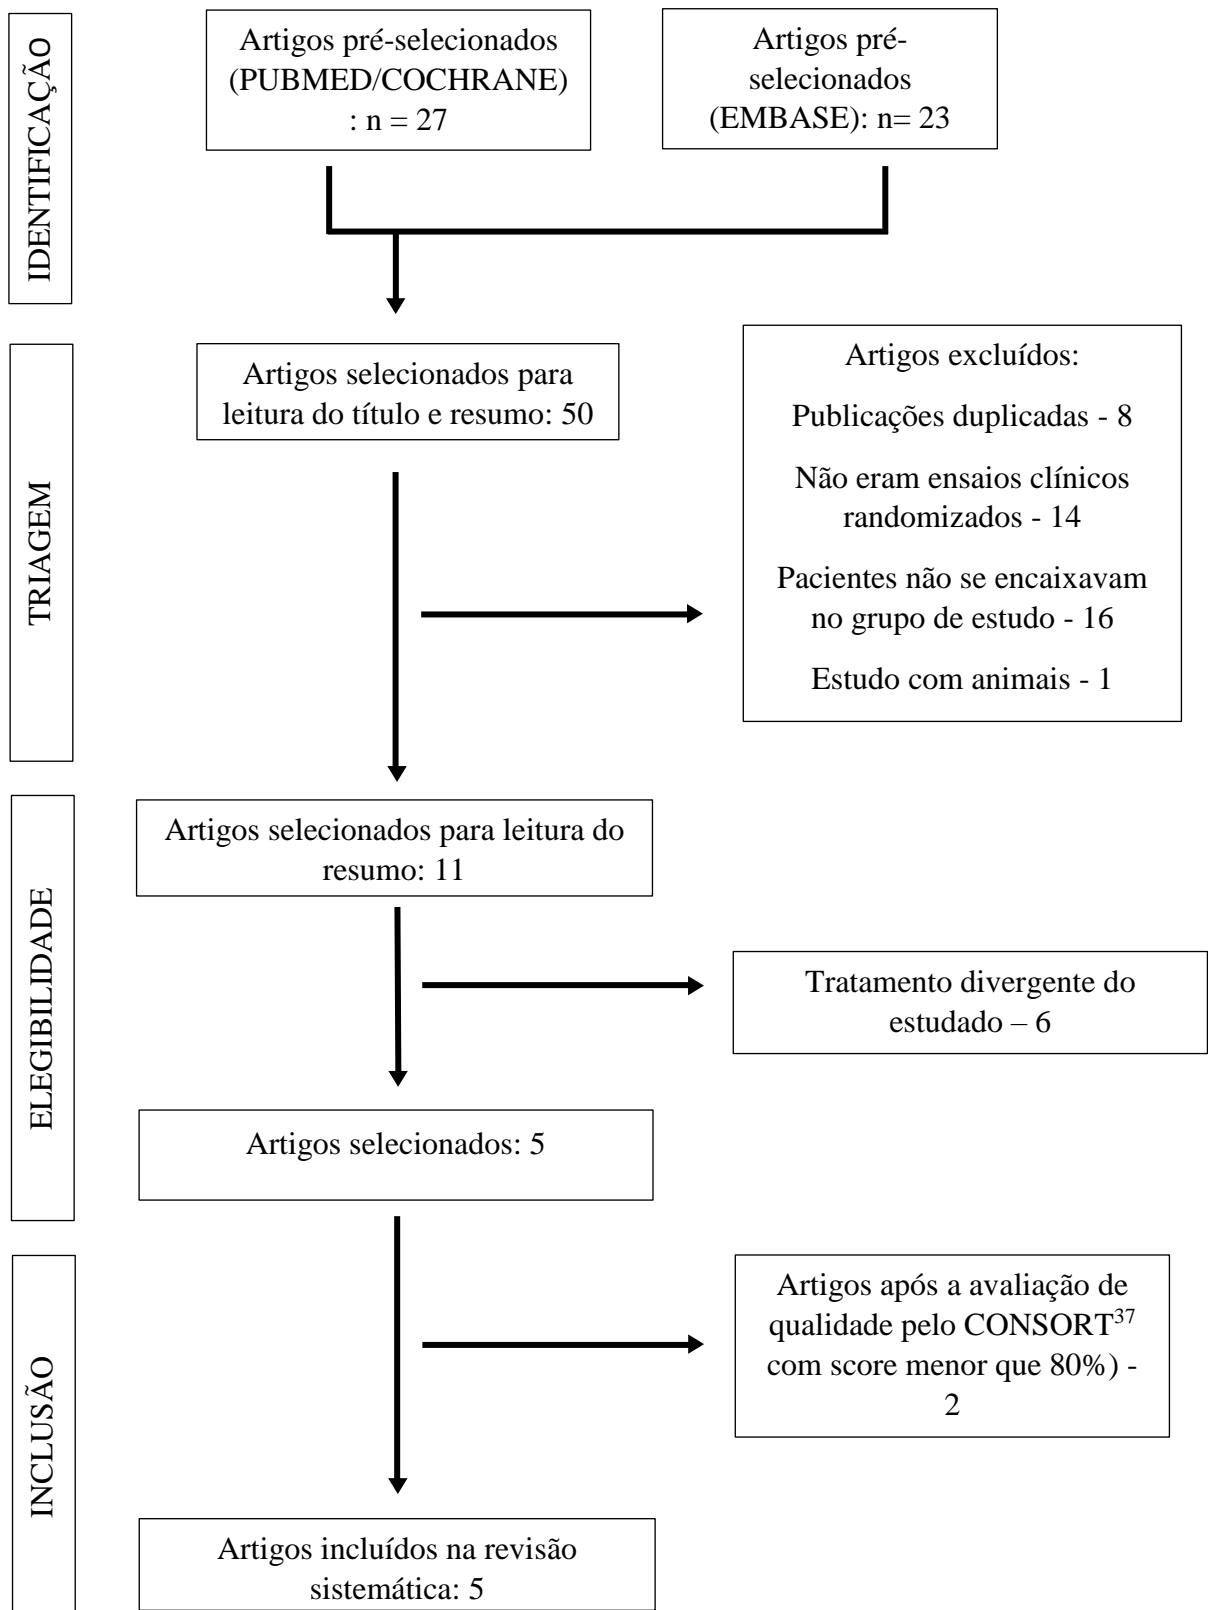 IDENTIFICAÇÃO
Artigos pré-selecionados
(PUBMED/COCHRANE)
: n = 27
Artigos pré-
selecionados
(EMBASE): n= 23
TRIAGEM
Artigos selecionados para
leitura do título e resumo: 50
Artigos excluídos:
Publicações duplicadas - 8
Não eram ensaios clínicos
randomizados - 14
Pacientes não se encaixavam
no grupo de estudo - 16
Estudo com animais - 1
ELEGIBILIDADE
Artigos selecionados para leitura do
resumo: 11
Tratamento divergente do
estudado – 6
Artigos selecionados: 5
INCLUSÃO
Artigos após a avaliação de
qualidade pelo CONSORT37
com score menor que 80%) -
2
Artigos incluídos na revisão
sistemática: 5